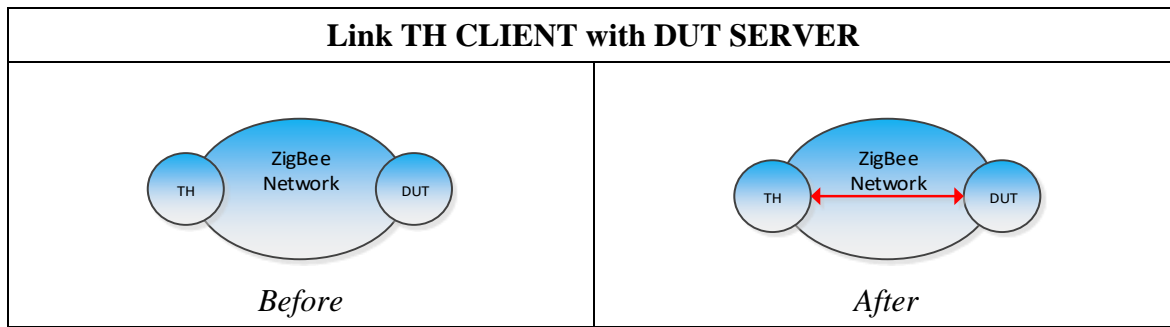 Link TH CLIENT with DUT SERVER
ZigBee
Network
TH
DUT
Before
ZigBee
Network
TH
DUT
After